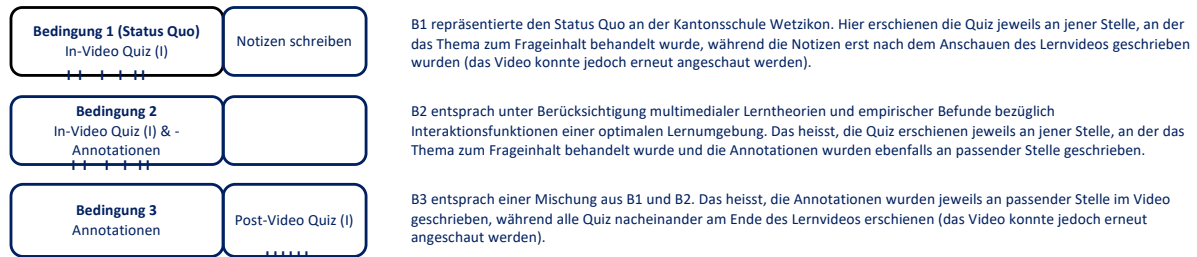 Bedingung 1 (Status Quo)
In-Video Quiz (I)
Notizen schreiben
B1 repräsentierte den Status Quo an der Kantonsschule Wetzikon. Hier erschienen die Quiz jeweils an jener Stelle, an der
das Thema zum Frageinhalt behandelt wurde, während die Notizen erst nach dem Anschauen des Lernvideos geschrieben
wurden (das Video konnte jedoch erneut angeschaut werden).
Bedingung 2
In-Video Quiz (I) & -
Annotationen
B2 entsprach unter Berücksichtigung multimedialer Lerntheorien und empirischer Befunde bezüglich
Interaktionsfunktionen einer optimalen Lernumgebung. Das heisst, die Quiz erschienen jeweils an jener Stelle, an der das
Thema zum Frageinhalt behandelt wurde und die Annotationen wurden ebenfalls an passender Stelle geschrieben.
Bedingung 3
Annotationen
Post-Video Quiz (I)
B3 entsprach einer Mischung aus B1 und B2. Das heisst, die Annotationen wurden jeweils an passender Stelle im Video
geschrieben, während alle Quiz nacheinander am Ende des Lernvideos erschienen (das Video konnte jedoch erneut
angeschaut werden).